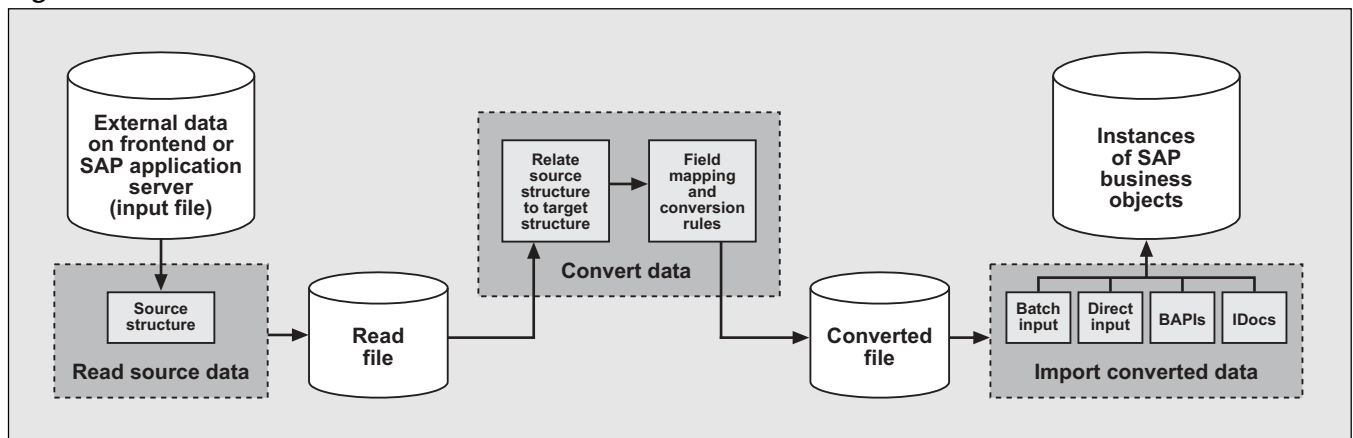 External data
on frontend or
SAP application
server
(input file)
Source
structure
Read source data
Read
file
Relate
source
structure
to target
structure
Field
mapping
and
conversion
rules
Convert data
Converted
file
Instances
of SAP
business
objects
Batch
input
Direct
input
BAPIs
IDocs
Import converted data